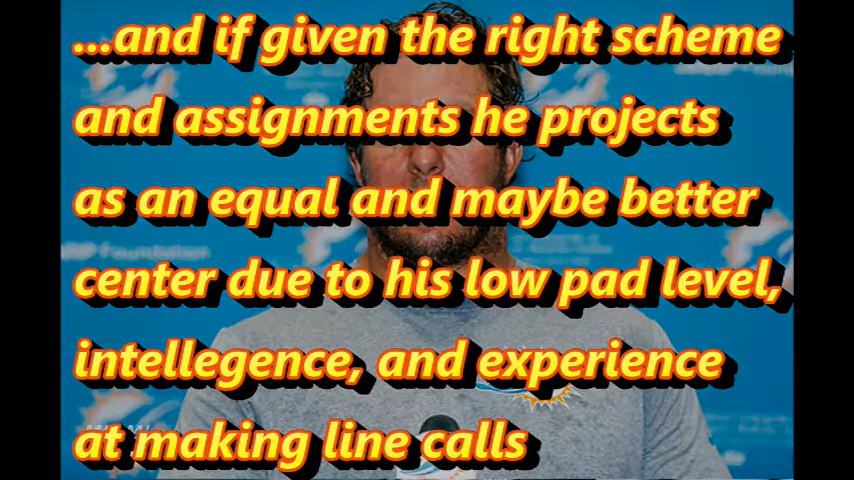 ...and if given the right scheme
and assignments he projects
as an equal and maybe better
center due to his low pad level,
intellegence, and experience
at making line calls
Foundation